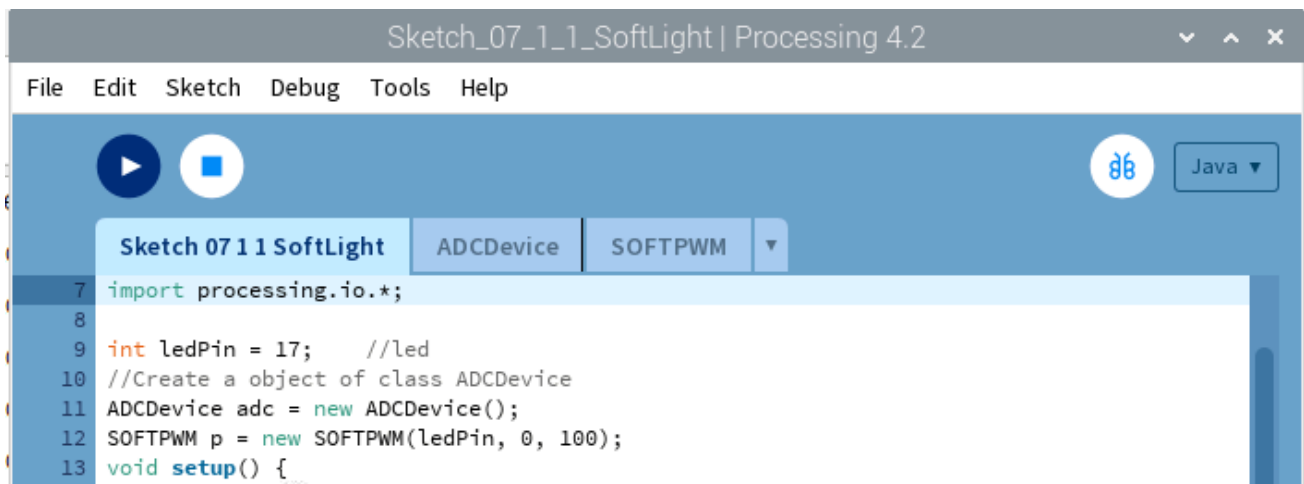 Sketch_07_1_1_SoftLight | Processing 4.2
File Edit Sketch Debug Tools Help
Java ▼
Sketch 07 1 1 SoftLight ADCDevice SOFTPWM ▼
7 import processing.io.*;
8
9 int ledPin = 17;    //led
10 //Create a object of class ADCDevice
11 ADCDevice adc = new ADCDevice();
12 SOFTPWM p = new SOFTPWM(ledPin, 0, 100);
13 void setup() {